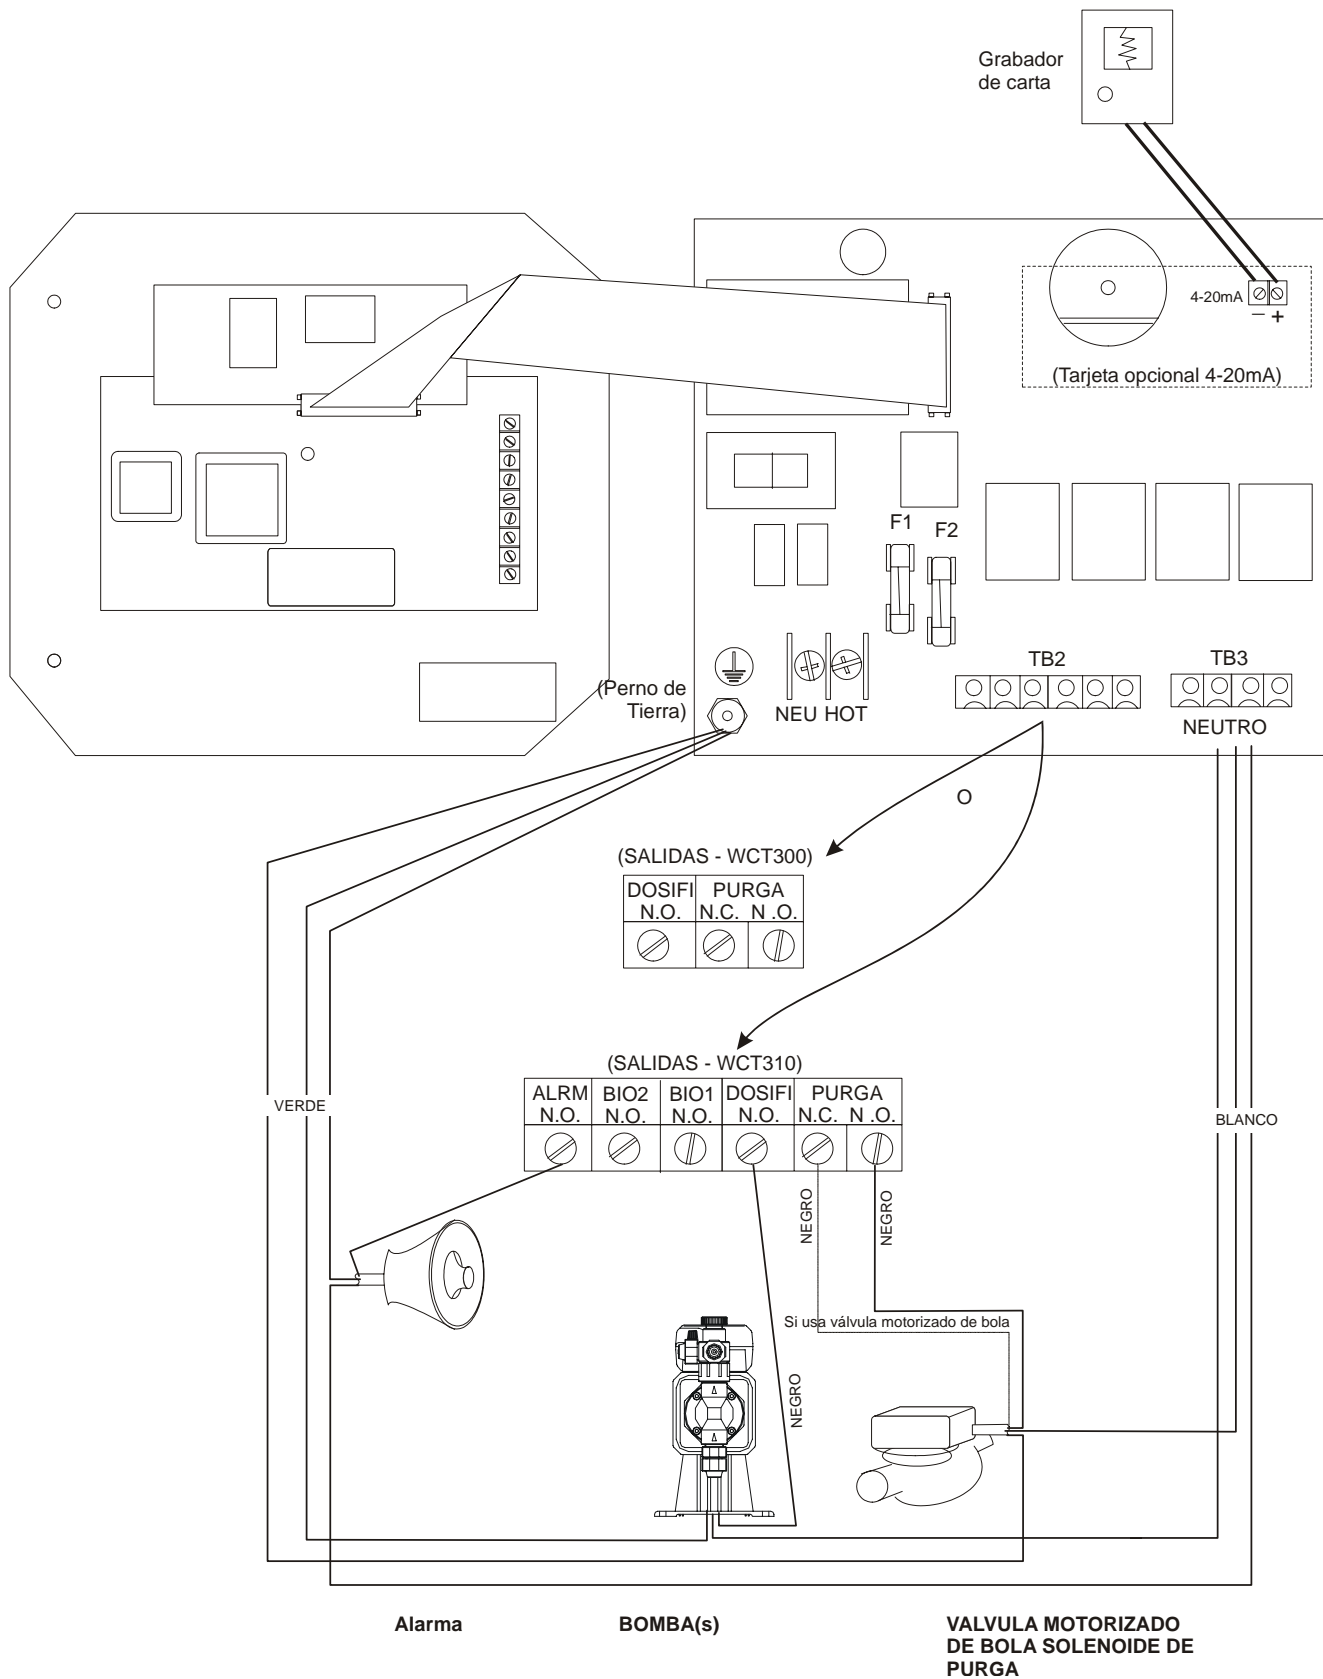 Grabador
de carta
4-20mA
– +
(Tarjeta opcional 4-20mA)
F1
F2
TB2
TB3
(Perno de
Tierra)
NEU HOT
NEUTRO
O
(SALIDAS - WCT300)
DOSIFI PURGA
N.O. N.C. N .O.
(SALIDAS - WCT310)
ALRM BIO2 BIO1 DOSIFI PURGA
N.O. N.O. N.O. N.O. N.C. N .O.
VERDE
BLANCO
NEGRO
NEGRO
Si usa válvula motorizado de bola
NEGRO
Alarma
BOMBA(s)
VALVULA MOTORIZADO
DE BOLA SOLENOIDE DE
PURGA